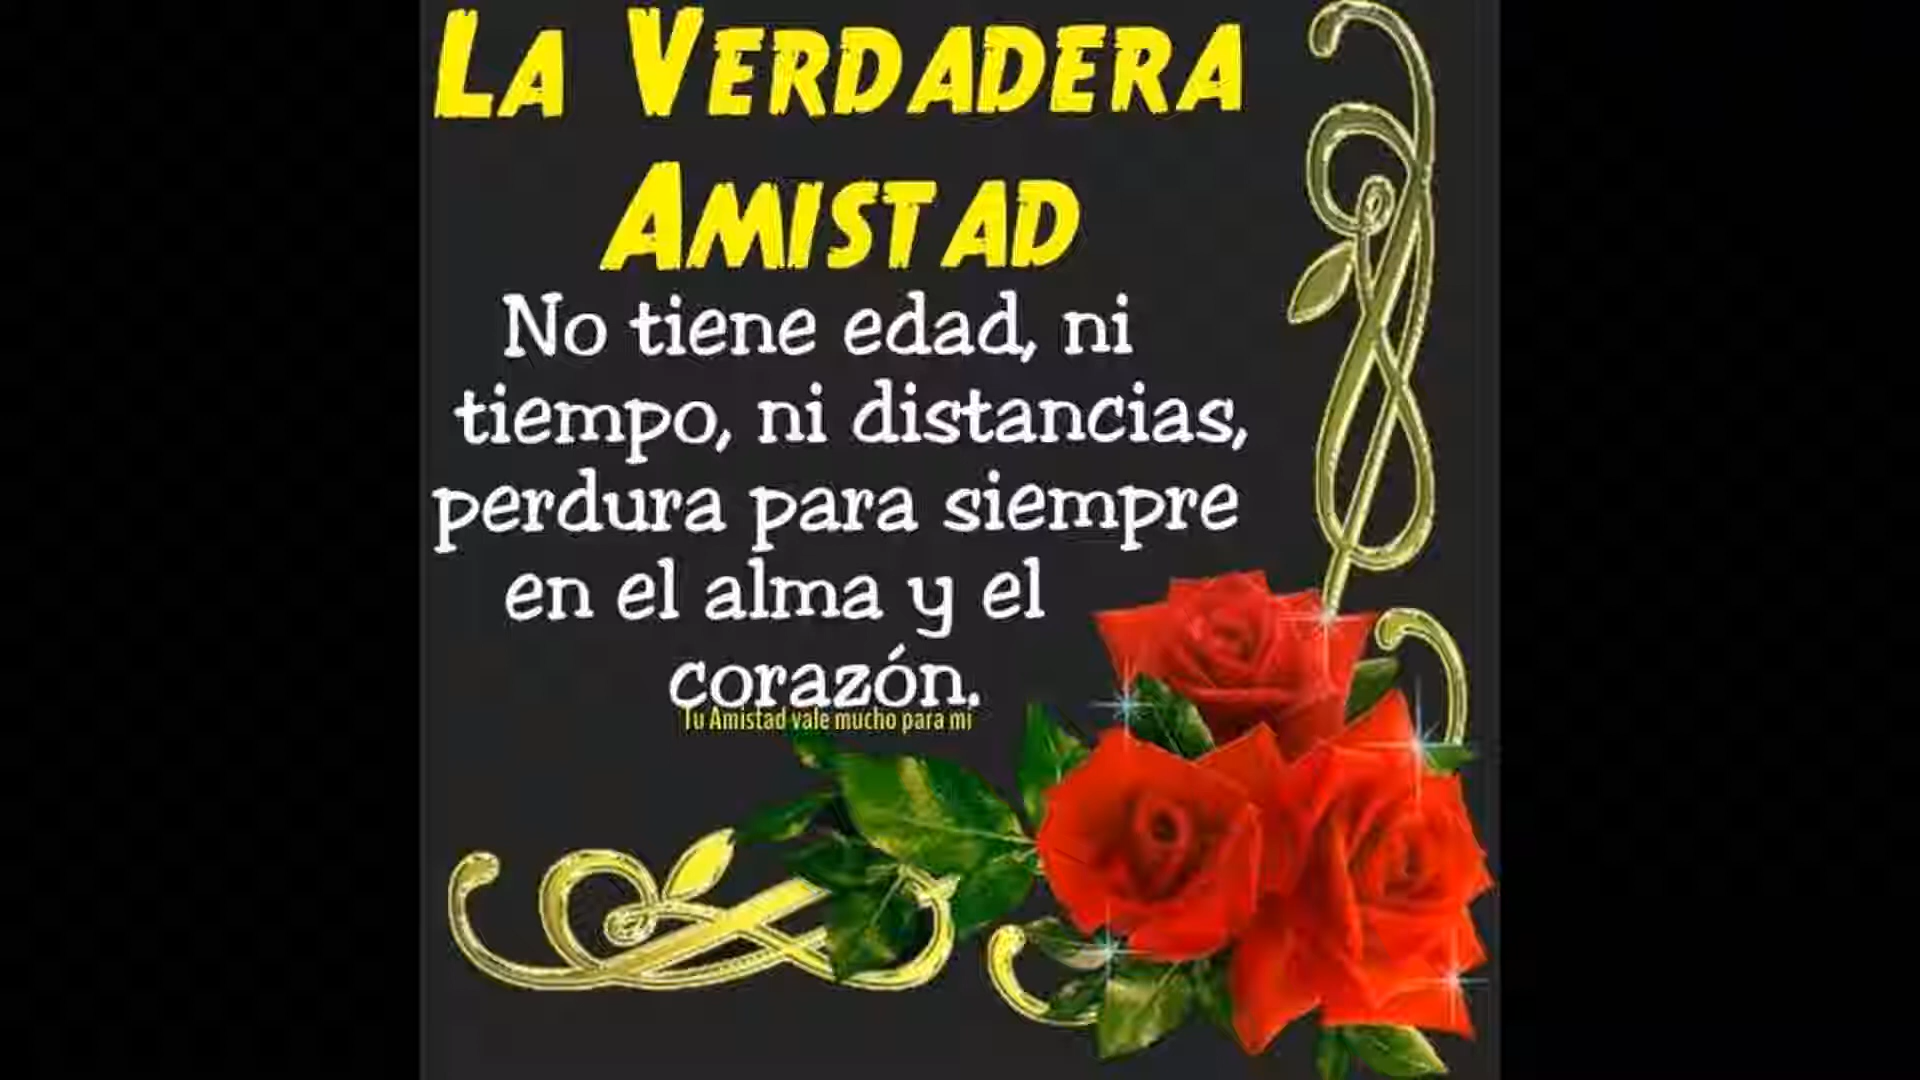 LA VERDADERA
AMISTAD
No tiene edad, ni
tiempo, ni distancias,
perdura para siempre
en el alma y el
corazón.
Tu Amistad vale mucho para mi